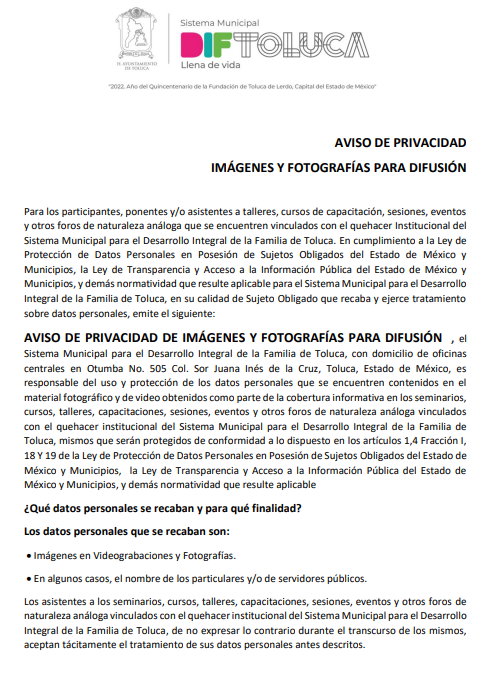 Sistema Municipal
DIFTOLUCA
Llena de vida
H. AYUNTAMIENTO
DE TOLUCA
"2022. Año del Quincentenario de la Fundación de Toluca de Lerdo, Capital del Estado de México"
AVISO DE PRIVACIDAD
IMÁGENES Y FOTOGRAFÍAS PARA DIFUSIÓN
Para los participantes, ponentes y/o asistentes a talleres, cursos de capacitación, sesiones, eventos
y otros foros de naturaleza análoga que se encuentren vinculados con el quehacer Institucional del
Sistema Municipal para el Desarrollo Integral de la Familia de Toluca. En cumplimiento a la Ley de
Protección de Datos Personales en Posesión de Sujetos Obligados del Estado de México y
Municipios, la Ley de Transparencia y Acceso a la Información Pública del Estado de México y
Municipios, y demás normatividad que resulte aplicable para el Sistema Municipal para el Desarrollo
Integral de la Familia de Toluca, en su calidad de Sujeto Obligado que recaba y ejerce tratamiento
sobre datos personales, emite el siguiente:
AVISO DE PRIVACIDAD DE IMÁGENES Y FOTOGRAFÍAS PARA DIFUSIÓN , el
Sistema Municipal para el Desarrollo Integral de la Familia de Toluca, con domicilio de oficinas
centrales en Otumba No. 505 Col. Sor Juana Inés de la Cruz, Toluca, Estado de México, es
responsable del uso y protección de los datos personales que se encuentran contenidos en el
material fotográfico y de video obtenidos como parte de la cobertura informativa en los seminarios,
cursos, talleres, capacitaciones, sesiones, eventos y otros foros de naturaleza análoga vinculados
con el quehacer institucional del Sistema Municipal para el Desarrollo Integral de la Familia de
Toluca, mismos que serán protegidos de conformidad a lo dispuesto en los artículos 1,4 Fracción I,
18 Y 19 de la Ley de Protección de Datos Personales en Posesión de Sujetos Obligados del Estado de
México y Municipios, la Ley de Transparencia y Acceso a la Información Pública del Estado de
México y Municipios, y demás normatividad que resulte aplicable
¿Qué datos personales se recaban y para qué finalidad?
Los datos personales que se recaban son:
• Imágenes en Videograbaciones y Fotografías.
• En algunos casos, el nombre de los particulares y/o de servidores públicos.
Los asistentes a los seminarios, cursos, talleres, capacitaciones, sesiones, eventos y otros foros de
naturaleza análoga vinculados con el quehacer institucional del Sistema Municipal para el Desarrollo
Integral de la Familia de Toluca, de no expresar lo contrario durante el transcurso de los mismos,
aceptan tácitamente el tratamiento de sus datos personales antes descritos.